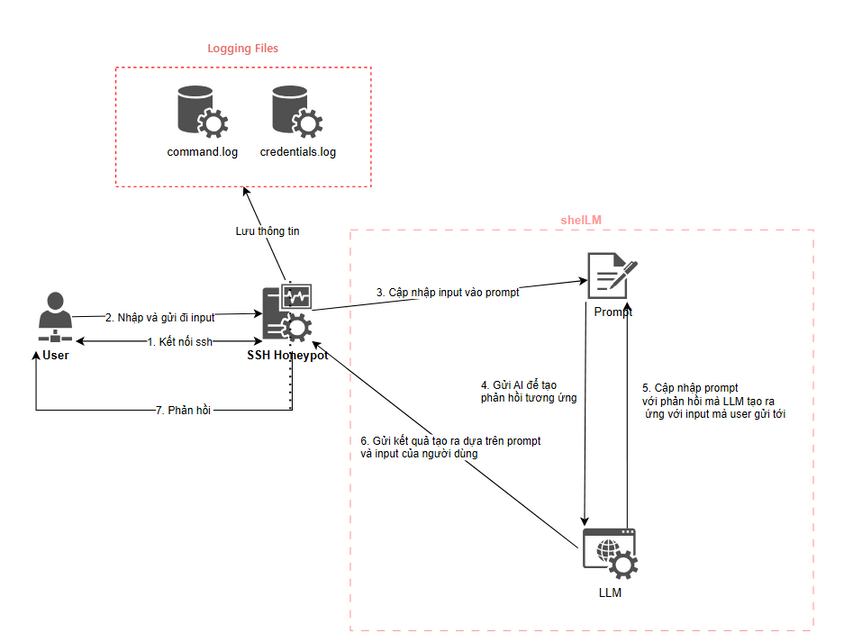 Logging Files
command.log
credentials.log
Lưu thông tin
shelLM
3. Cập nhập input vào prompt
Prompt
2. Nhập và gửi đi input
1. Kết nối ssh
User
SSH Honeypot
4. Gửi AI để tạo
phản hồi tương ứng
5. Cập nhập prompt
với phản hồi mà LLM tạo ra
ứng với input mà user gửi tới
7. Phản hồi
6. Gửi kết quả tạo ra dựa trên prompt
và input của người dùng
LLM